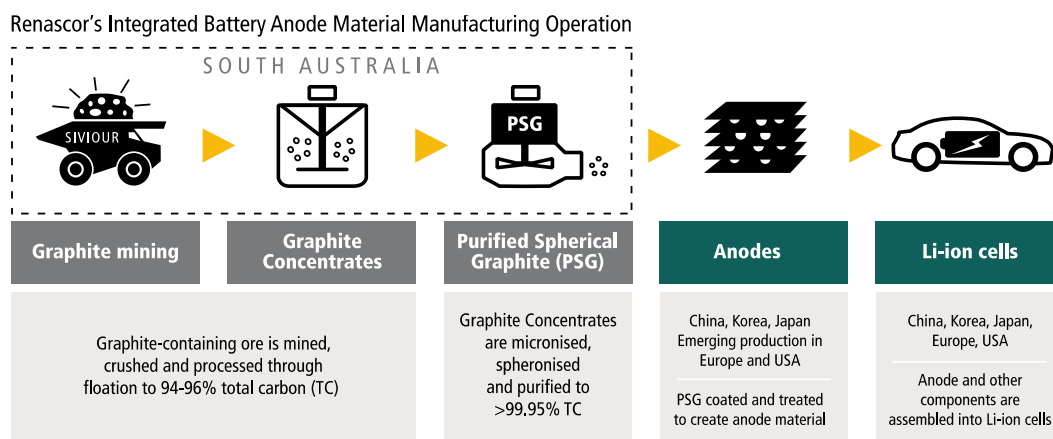 Renascor's Integrated Battery Anode Material Manufacturing Operation
SOUTH AUSTRALIA
SIVIOUR
PSG
Graphite mining
Graphite
Concentrates
Purified Spherical
Graphite (PSG)
Anodes
Li-ion cells
Graphite-containing ore is mined,
crushed and processed through
floation to 94-96% total carbon (TC)
Graphite Concentrates
are micronised,
spheronised
and purified to
>99.95% TC
China, Korea, Japan
Emerging production in
Europe and USA
PSG coated and treated
to create anode material
China, Korea, Japan,
Europe, USA
Anode and other
components are
assembled into Li-ion cells